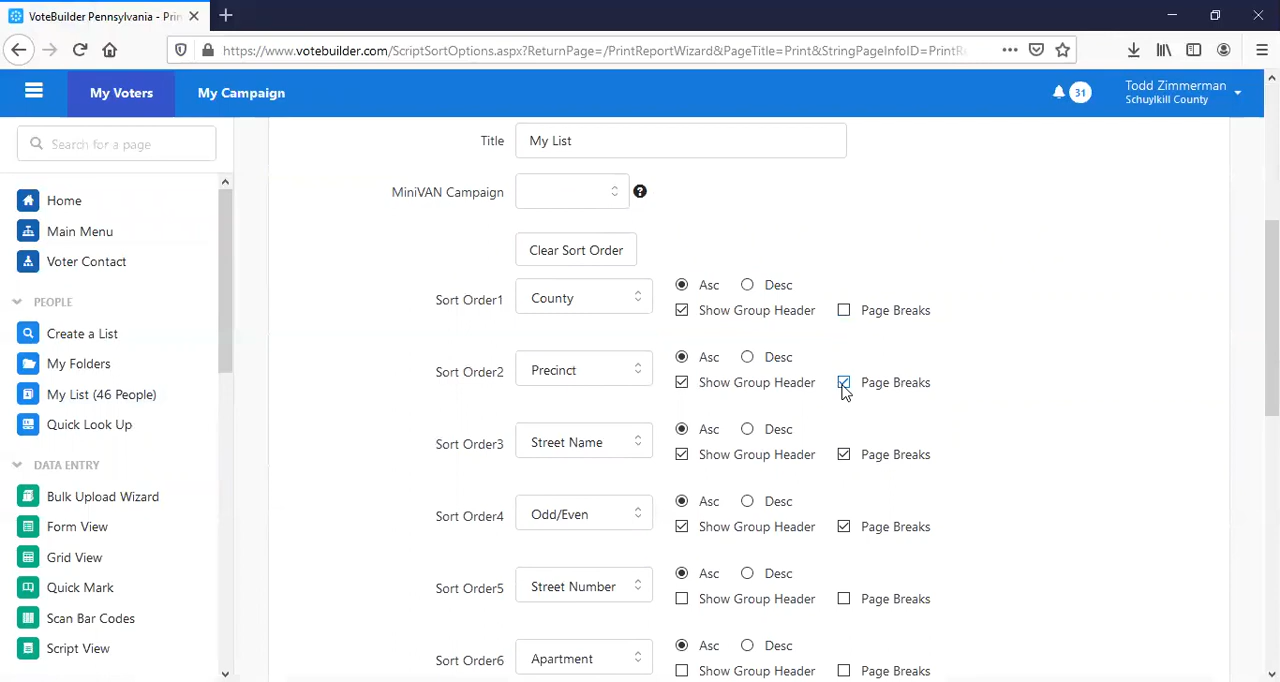 VoteBuilder Pennsylvania - Prin
https://www.votebuilder.com/ScriptSortOptions.aspx?ReturnPage=/PrintReportWizard&PageTitle=Print&StringPageInfoID=PrintRe
My Voters
My Campaign
31
Todd Zimmerman
Schuylkill County
Search for a page
Home
Main Menu
Voter Contact
PEOPLE
Create a List
My Folders
My List (46 People)
Quick Look Up
DATA ENTRY
Bulk Upload Wizard
Form View
Grid View
Quick Mark
Scan Bar Codes
Script View
Title My List
MiniVAN Campaign ?
Clear Sort Order
Sort Order1 County Asc Desc
Show Group Header Page Breaks
Sort Order2 Precinct Asc Desc
Show Group Header Page Breaks
Sort Order3 Street Name Asc Desc
Show Group Header Page Breaks
Sort Order4 Odd/Even Asc Desc
Show Group Header Page Breaks
Sort Order5 Street Number Asc Desc
Show Group Header Page Breaks
Sort Order6 Apartment Asc Desc
Show Group Header Page Breaks